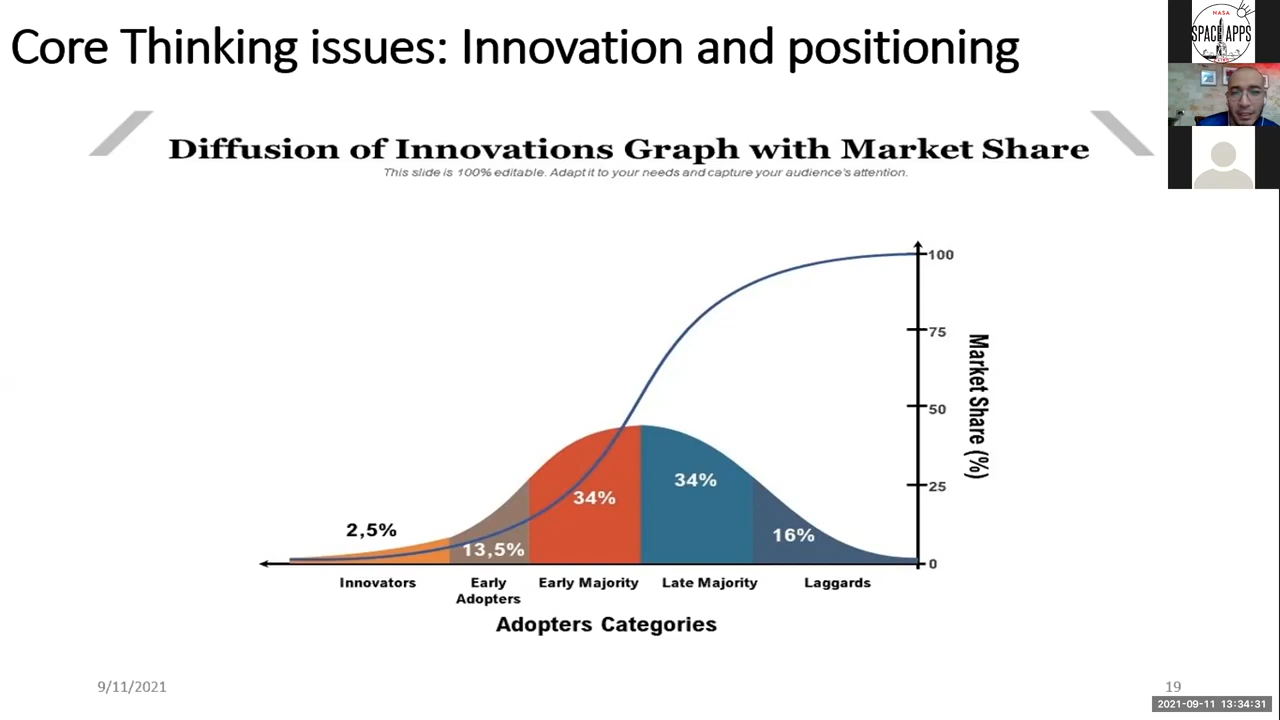 Core Thinking issues: Innovation and positioning
NASA
SPACE APPS
Diffusion of Innovations Graph with Market Share
This slide is 100% editable. Adapt it to your needs and capture your audience's attention.
100
75
50
25
0
Market Share (%)
2,5%
13,5%
34%
34%
16%
Innovators
Early
Adopters
Early Majority
Late Majority
Laggards
Adopters Categories
9/11/2021
19
2021-09-11 13:34:31